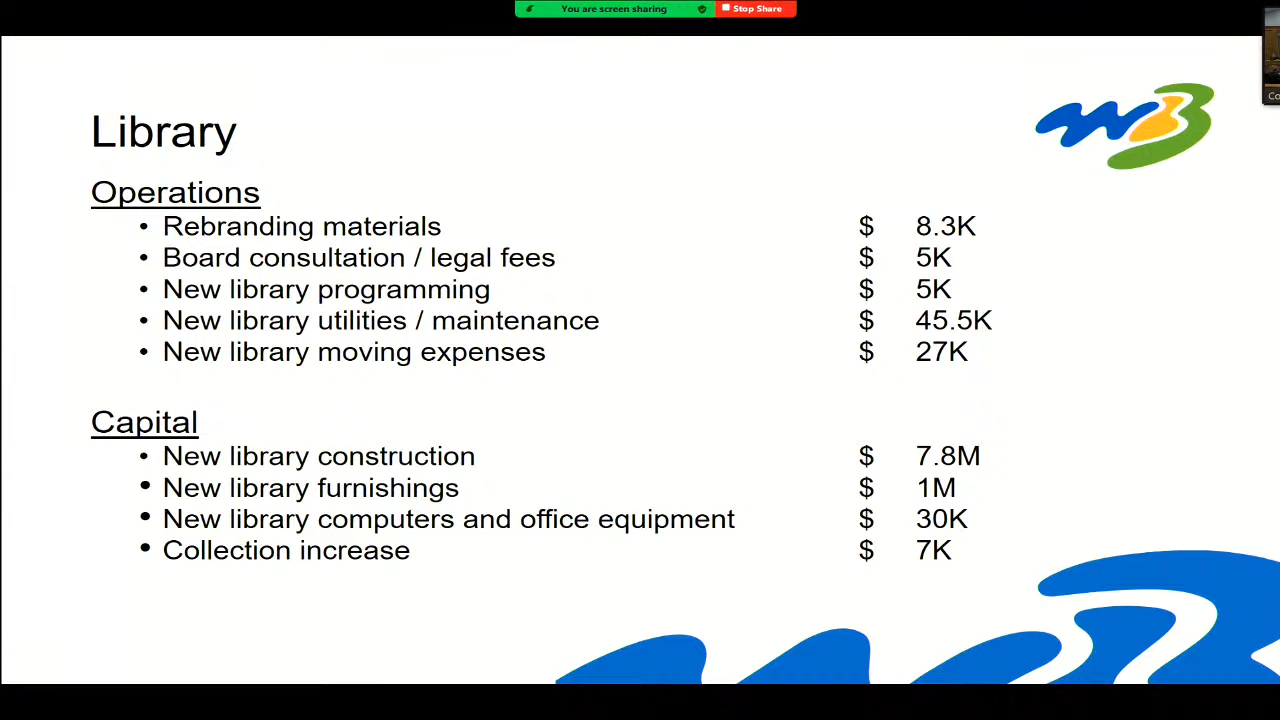 You are screen sharing Stop Share
Co
Library
Operations
• Rebranding materials $ 8.3K
• Board consultation / legal fees $ 5K
• New library programming $ 5K
• New library utilities / maintenance $ 45.5K
• New library moving expenses $ 27K
Capital
• New library construction $ 7.8M
• New library furnishings $ 1M
• New library computers and office equipment $ 30K
• Collection increase $ 7K